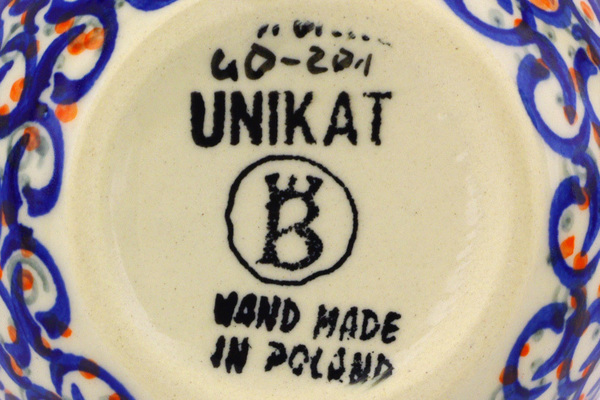 UNIKAT
B
HAND MADE
IN POLAND